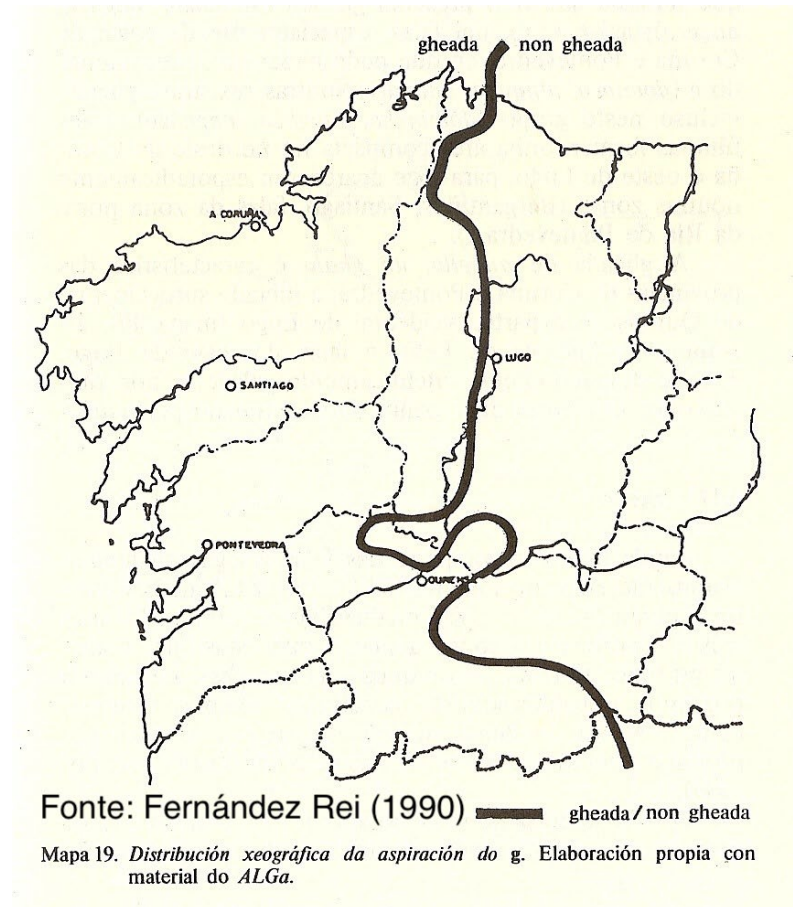 gheada non gheada
A CORUÑA
LUGO
SANTIAGO
PONTEVEDRA
OURENSE
Fonte: Fernández Rei (1990) gheada/non gheada
Mapa 19. Distribución xeográfica da aspiración do g. Elaboración propia con
material do ALGa.